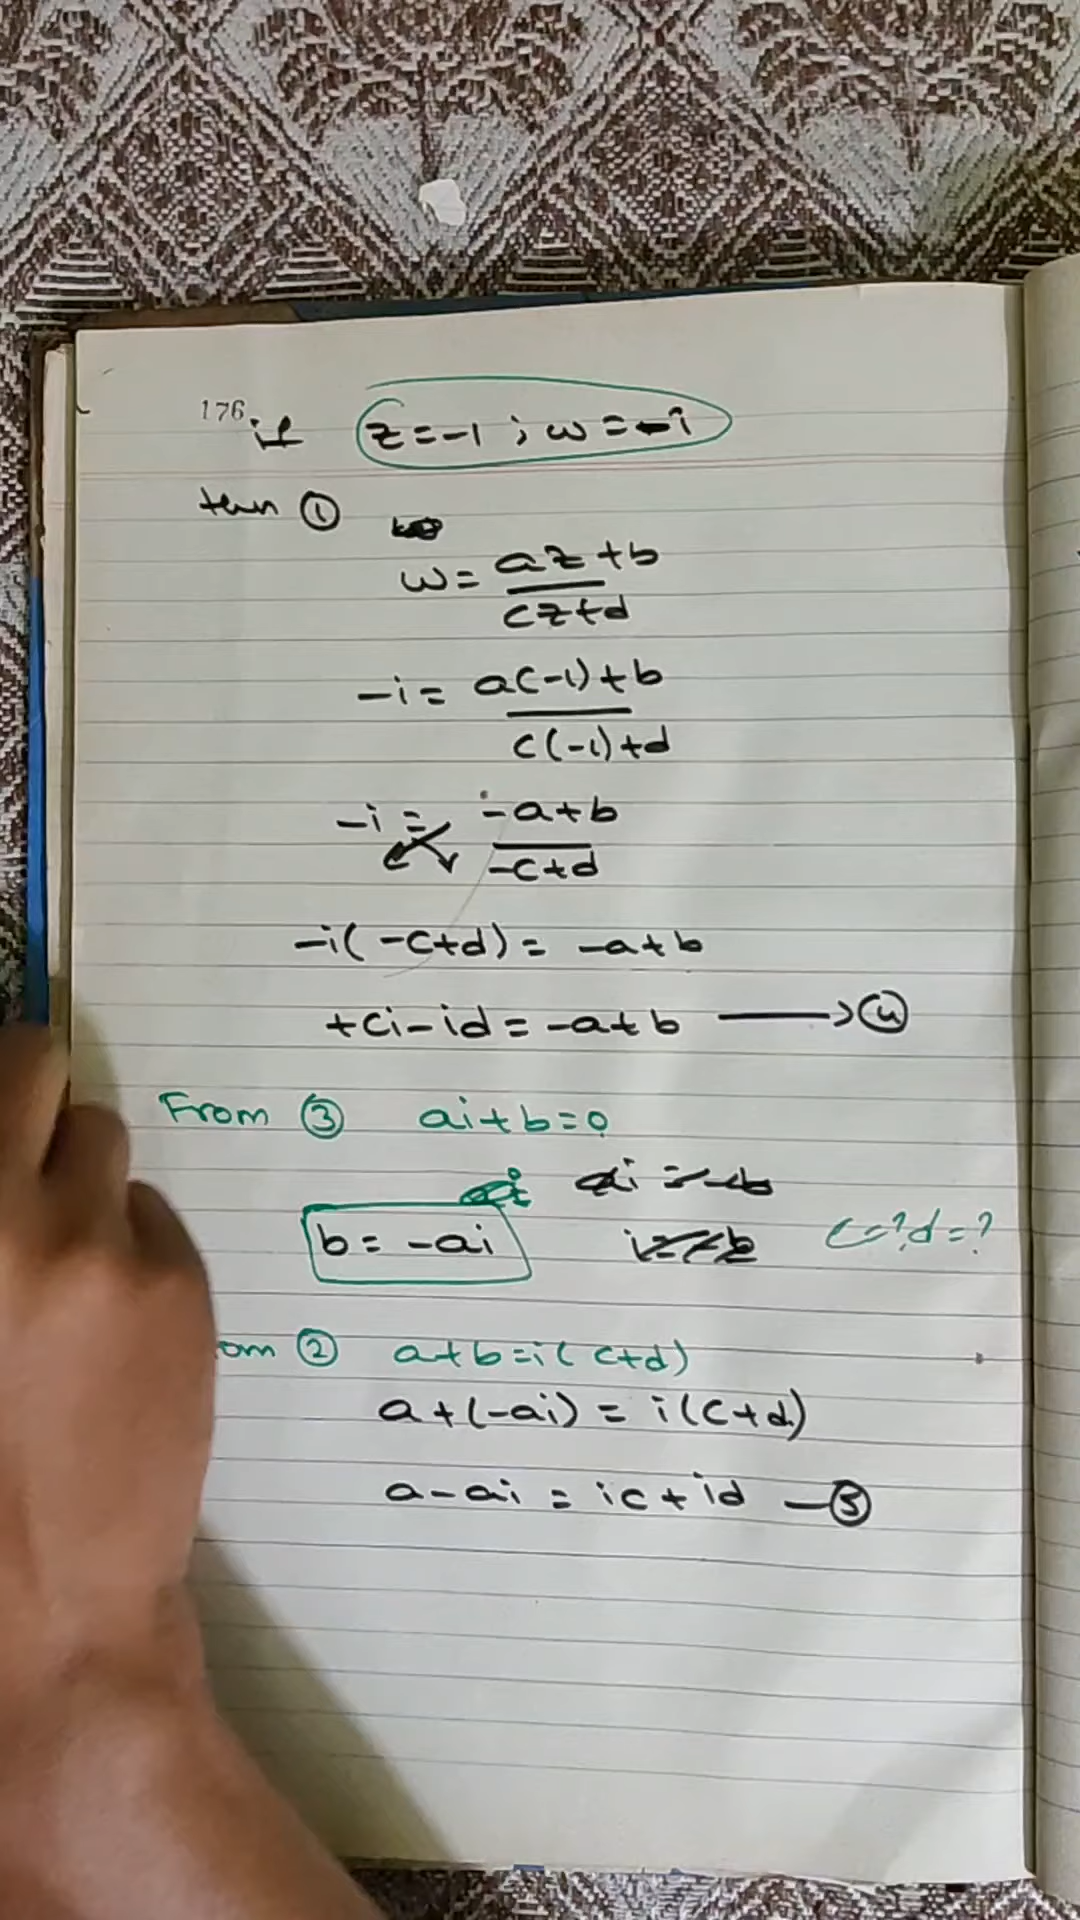 176
if z=-1 ; w=-i
then ①
w= az+b
cz+d
-i= a(-1)+b
c(-1)+d
-i= -a+b
-c+d
-i(-c+d)= -a+b
+ci-id=-a+b ⟶④
From ③ ai+b=0
ai=-b
b=-ai i=-b c=?d=?
om ② a+b=i(c+d)
a+(-ai)=i(c+d)
a-ai=ic+id —⑤